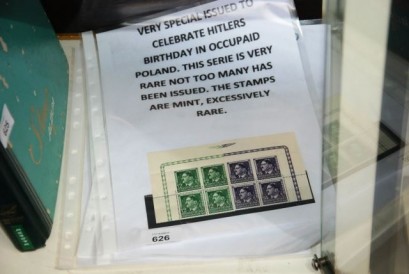 VERY SPECIAL ISSUED TO
CELEBRATE HITLERS
BIRTHDAY IN OCCUPAID
POLAND. THIS SERIE IS VERY
RARE NOT TOO MANY HAS
BEEN ISSUED. THE STAMPS
ARE MINT, EXCESSIVELY
RARE.
626